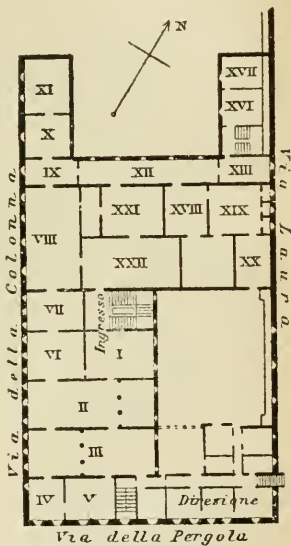 N
XI
XVII
XVI
X
IX
XII
XIII
XXI
XVIII
XIX
VIII
XXII
XX
VII
Ingresso
VI
I
II
III
IV
V
Direzione
Via della Colonna
Via Laura
Via della Pergola